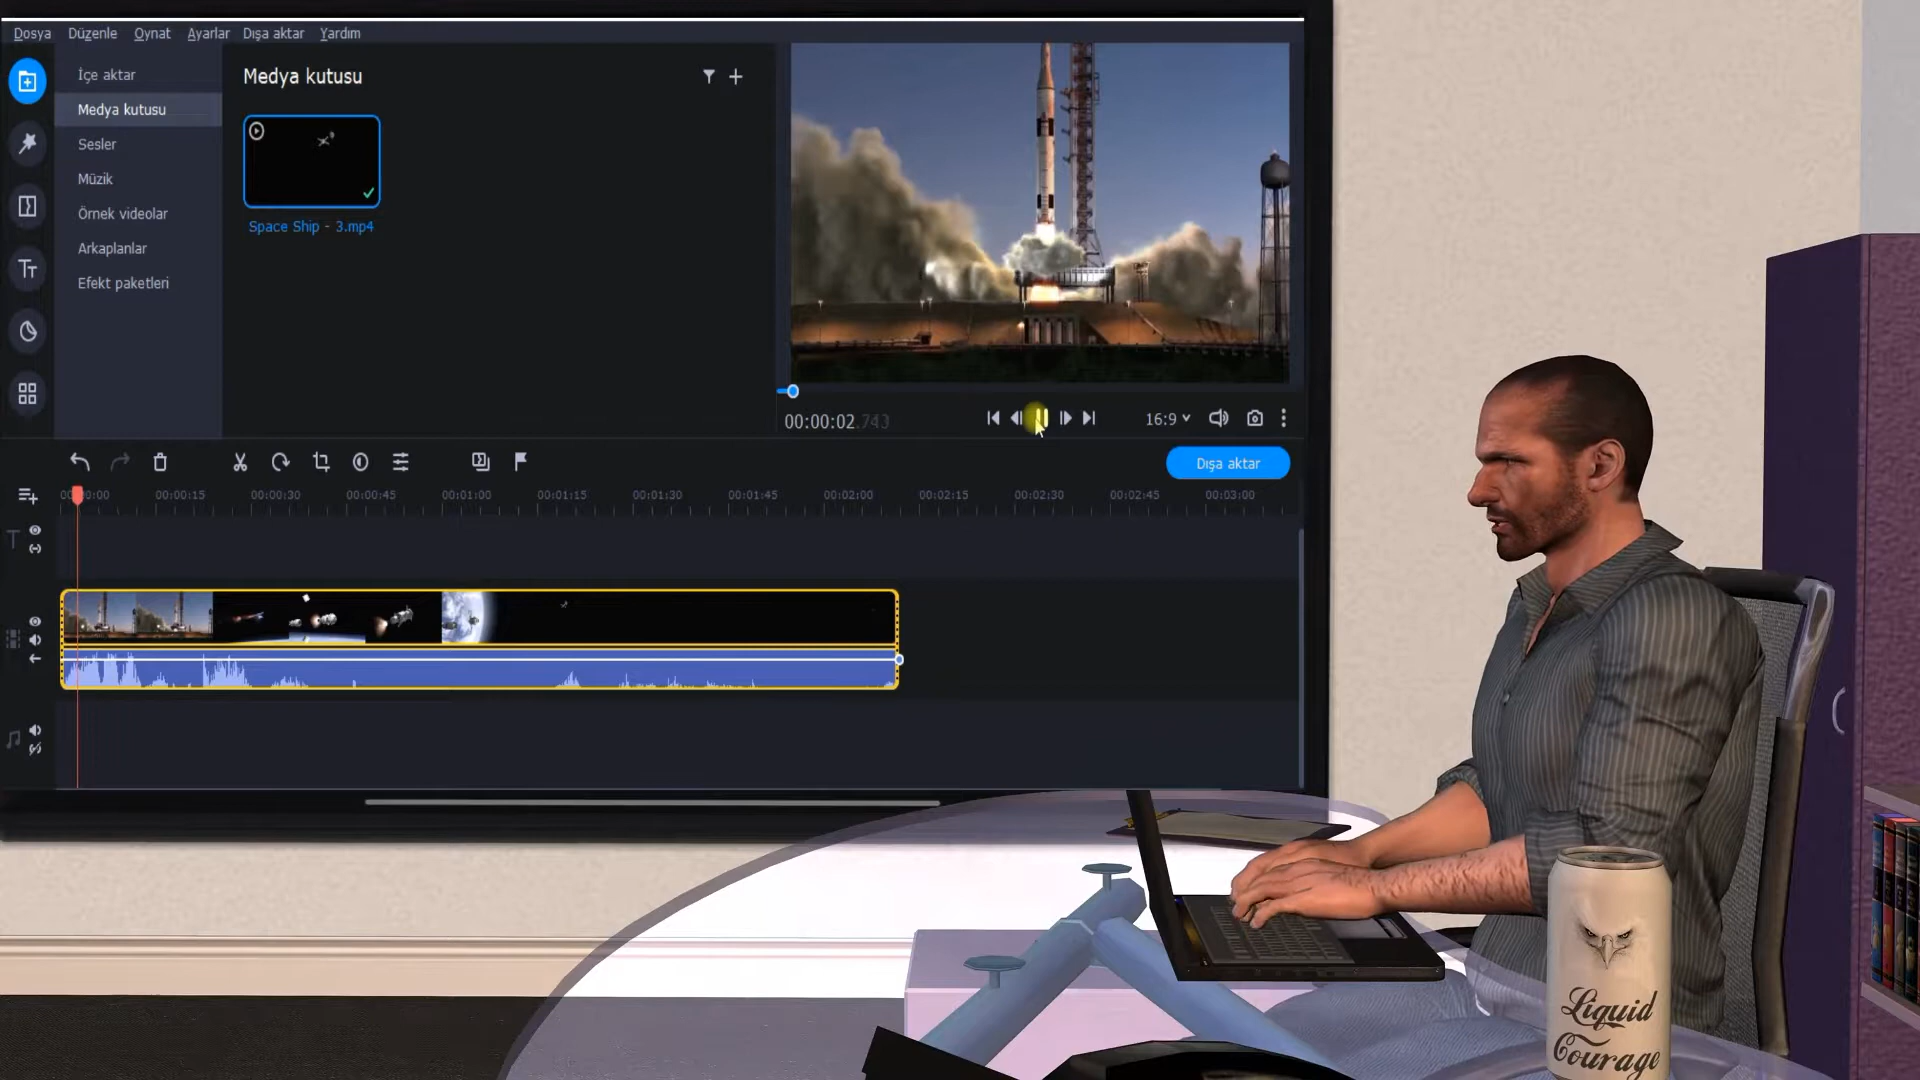 Dosya Düzenle Oynat Ayarlar Dışa aktar Yardım
İçe aktar
Medya kutusu
Sesler
Müzik
Örnek videolar
Arkaplanlar
Efekt paketleri
Medya kutusu
Space Ship - 3.mp4
00:00:02.743
16:9
Dışa aktar
00:00:15 00:00:30 00:00:45 00:01:00 00:01:15 00:01:30 00:01:45 00:02:00 00:02:15 00:02:30 00:02:45 00:03:00
Liquid
Courage